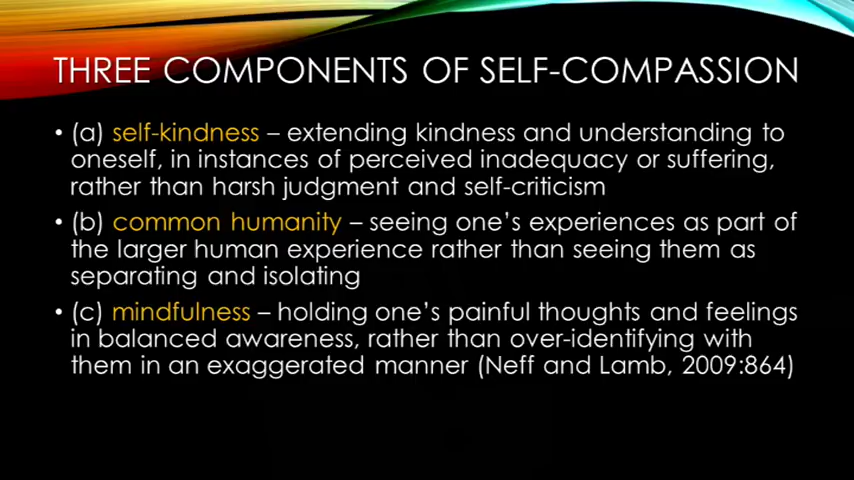 THREE COMPONENTS OF SELF-COMPASSION
• (a) self-kindness – extending kindness and understanding to
oneself, in instances of perceived inadequacy or suffering,
rather than harsh judgment and self-criticism
• (b) common humanity – seeing one's experiences as part of
the larger human experience rather than seeing them as
separating and isolating
• (c) mindfulness – holding one's painful thoughts and feelings
in balanced awareness, rather than over-identifying with
them in an exaggerated manner (Neff and Lamb, 2009:864)